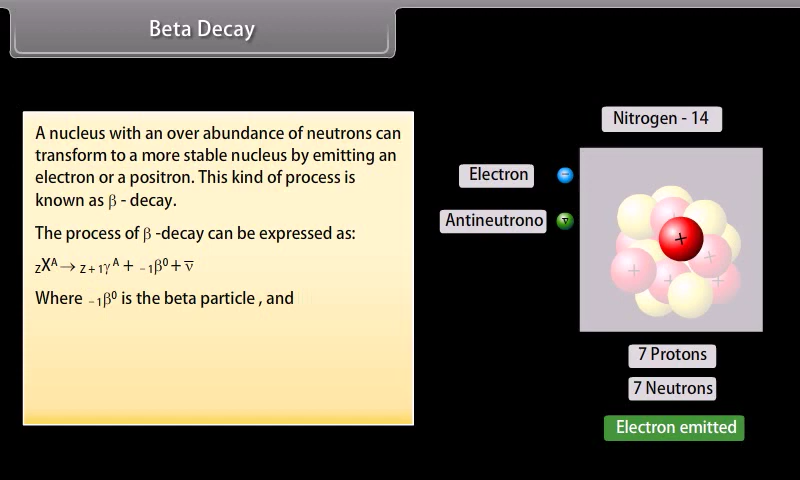 Beta Decay
A nucleus with an over abundance of neutrons can
transform to a more stable nucleus by emitting an
electron or a positron. This kind of process is
known as β - decay.
The process of β -decay can be expressed as:
zXᴬ → z+1γᴬ + ₋₁β⁰ + ν̅
Where ₋₁β⁰ is the beta particle , and
Nitrogen - 14
Electron
Antineutrono
7 Protons
7 Neutrons
Electron emitted